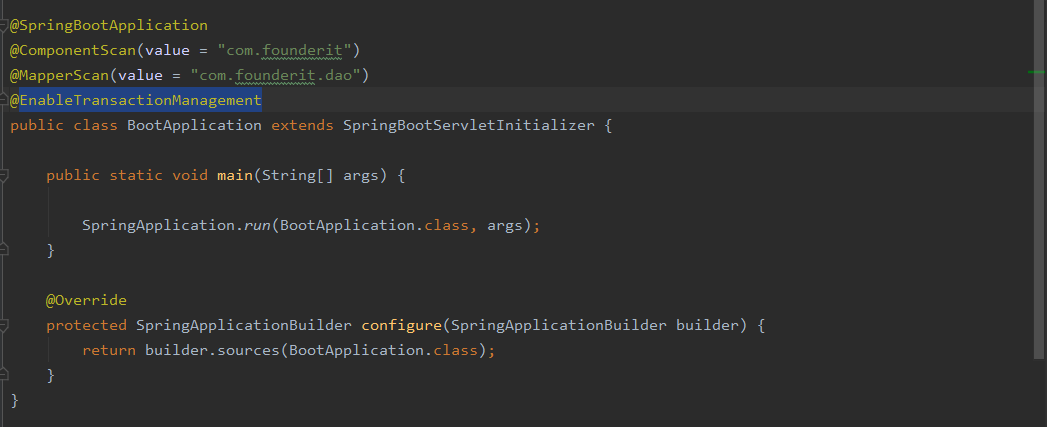 @SpringBootApplication
@ComponentScan(value = "com.founderit")
@MapperScan(value = "com.founderit.dao")
@EnableTransactionManagement
public class BootApplication extends SpringBootServletInitializer {
public static void main(String[] args) {
SpringApplication.run(BootApplication.class, args);
}
@Override
protected SpringApplicationBuilder configure(SpringApplicationBuilder builder) {
return builder.sources(BootApplication.class);
}
}